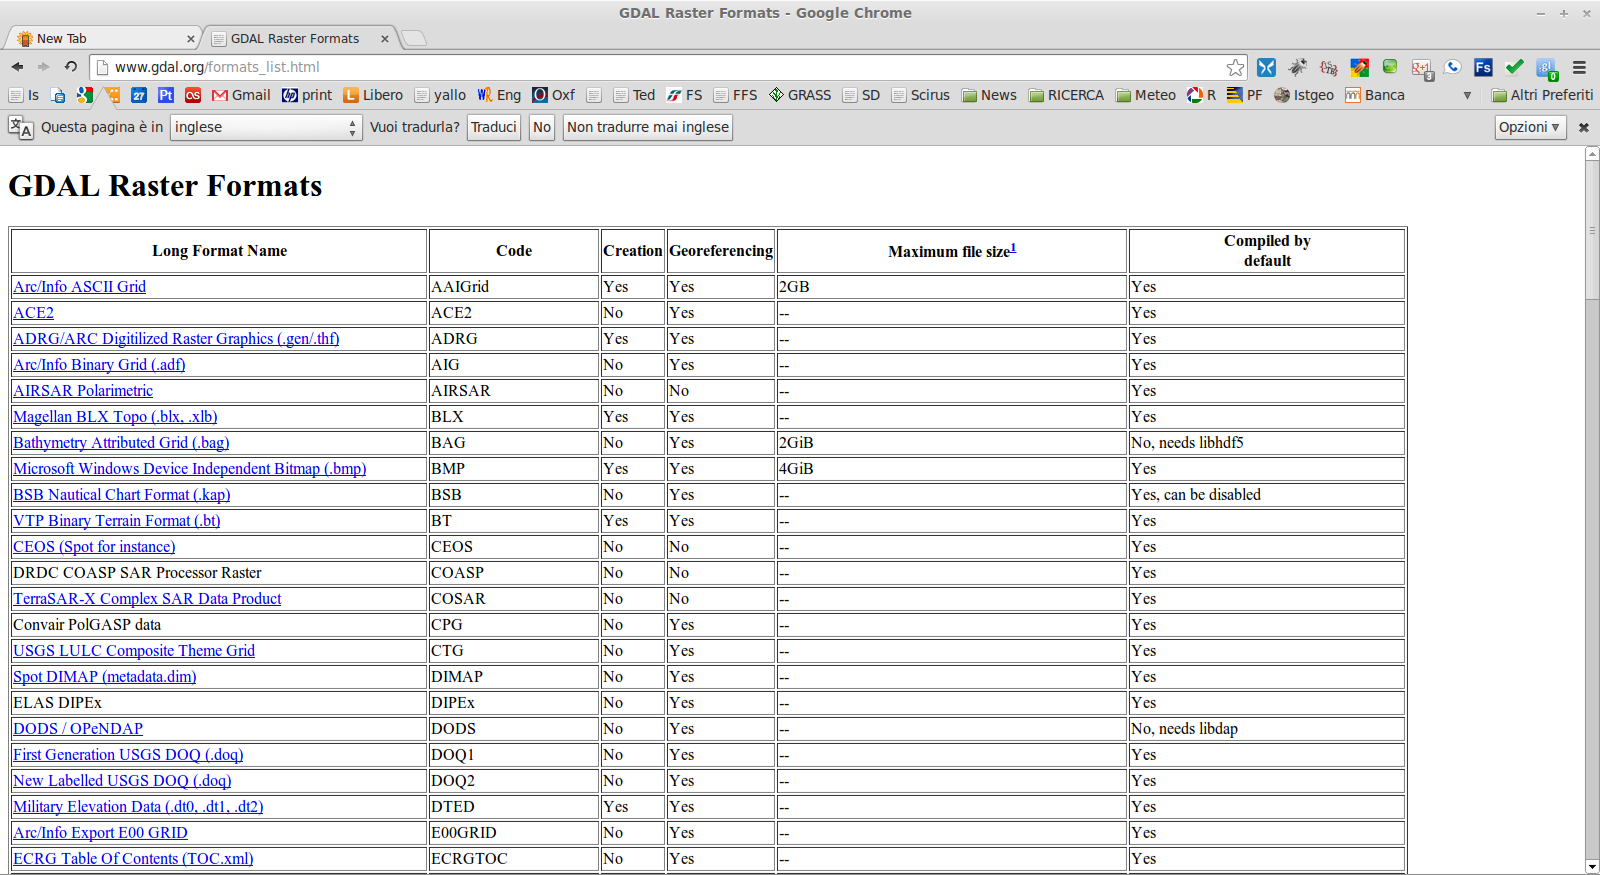 GDAL Raster Formats - Google Chrome
New Tab
GDAL Raster Formats
www.gdal.org/formats_list.html
Is 27 Pt OS Gmail print Libero yallo Eng Oxf Ted FS FFS GRASS SD Scirus News RICERCA Meteo R PF Istgeo Banca Altri Preferiti
Questa pagina è in inglese Vuoi tradurla? Traduci No Non tradurre mai inglese Opzioni
GDAL Raster Formats
Long Format Name Code Creation Georeferencing Maximum file size1 Compiled by
default
Arc/Info ASCII Grid AAIGrid Yes Yes 2GB Yes
ACE2 ACE2 No Yes -- Yes
ADRG/ARC Digitilized Raster Graphics (.gen/.thf) ADRG Yes Yes -- Yes
Arc/Info Binary Grid (.adf) AIG No Yes -- Yes
AIRSAR Polarimetric AIRSAR No No -- Yes
Magellan BLX Topo (.blx, .xlb) BLX Yes Yes -- Yes
Bathymetry Attributed Grid (.bag) BAG No Yes 2GiB No, needs libhdf5
Microsoft Windows Device Independent Bitmap (.bmp) BMP Yes Yes 4GiB Yes
BSB Nautical Chart Format (.kap) BSB No Yes -- Yes, can be disabled
VTP Binary Terrain Format (.bt) BT Yes Yes -- Yes
CEOS (Spot for instance) CEOS No No -- Yes
DRDC COASP SAR Processor Raster COASP No No -- Yes
TerraSAR-X Complex SAR Data Product COSAR No No -- Yes
Convair PolGASP data CPG No Yes -- Yes
USGS LULC Composite Theme Grid CTG No Yes -- Yes
Spot DIMAP (metadata.dim) DIMAP No Yes -- Yes
ELAS DIPEx DIPEx No Yes -- Yes
DODS / OPeNDAP DODS No Yes -- No, needs libdap
First Generation USGS DOQ (.doq) DOQ1 No Yes -- Yes
New Labelled USGS DOQ (.doq) DOQ2 No Yes -- Yes
Military Elevation Data (.dt0, .dt1, .dt2) DTED Yes Yes -- Yes
Arc/Info Export E00 GRID E00GRID No Yes -- Yes
ECRG Table Of Contents (TOC.xml) ECRGTOC No Yes -- Yes